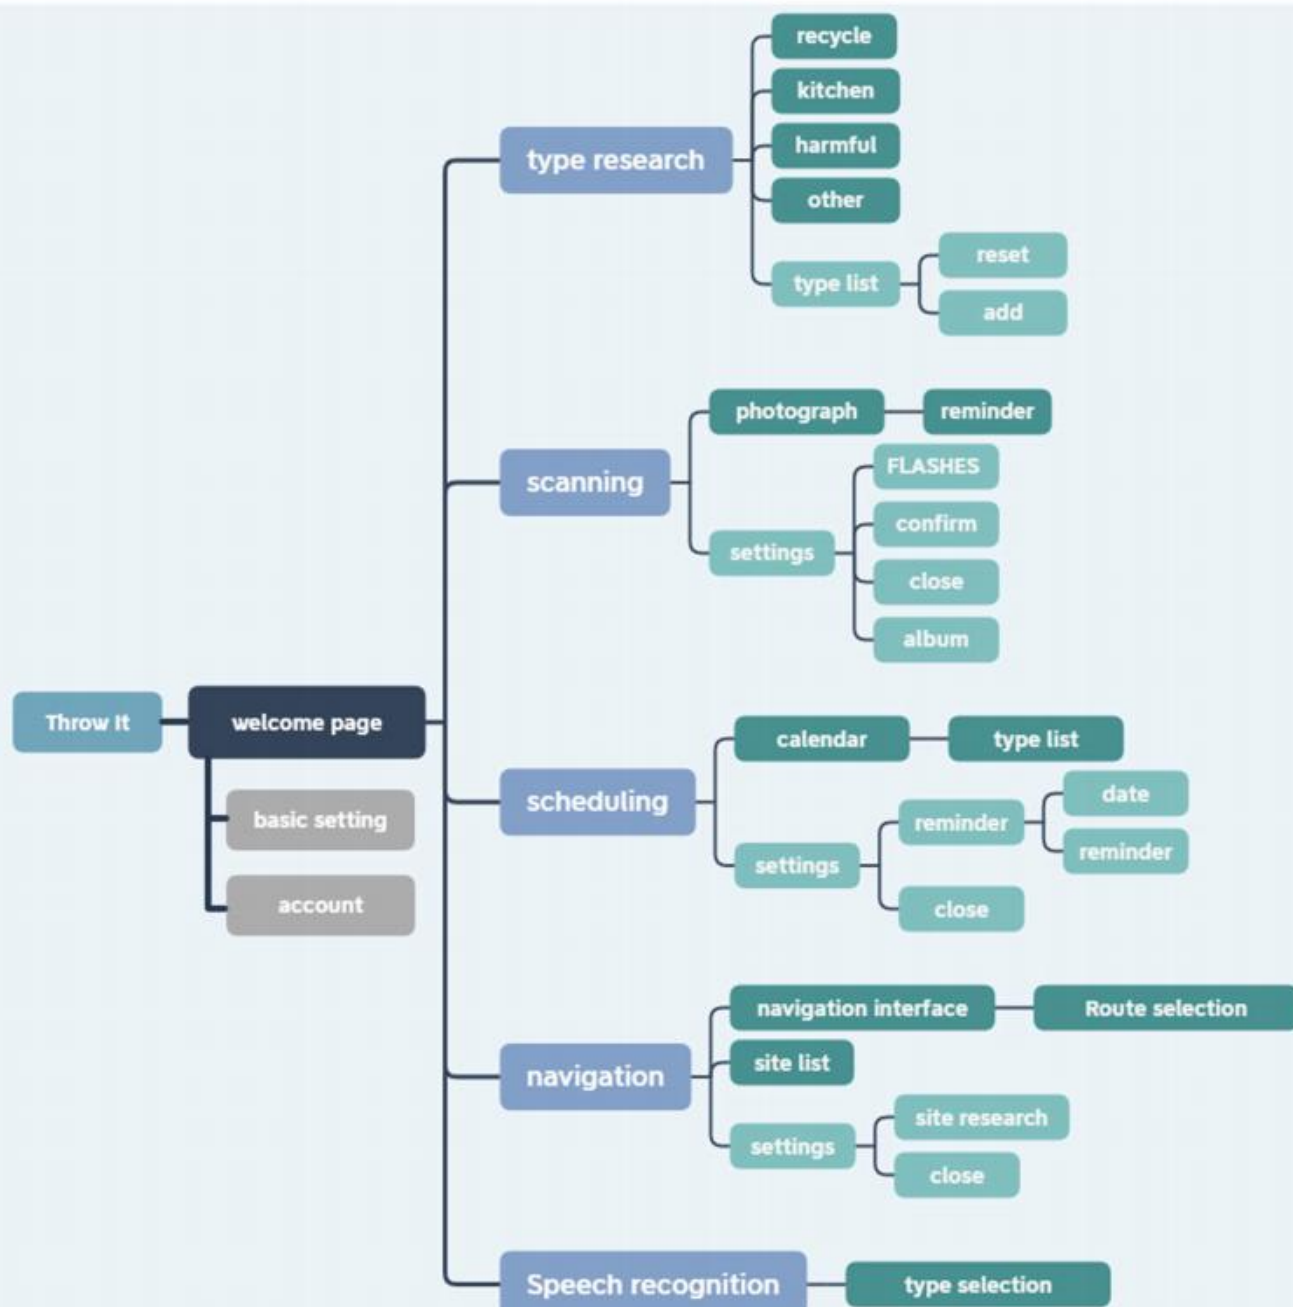 Throw It
welcome page
basic setting
account
type research
recycle
kitchen
harmful
other
type list
reset
add
scanning
photograph
reminder
settings
FLASHES
confirm
close
album
scheduling
calendar
type list
settings
reminder
date
reminder
close
navigation
navigation interface
Route selection
site list
settings
site research
close
Speech recognition
type selection